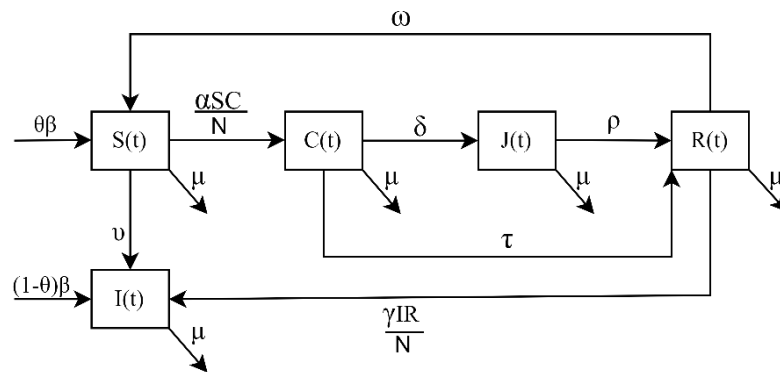 ω
αSC
N
θβ
S(t)
C(t)
δ
J(t)
ρ
R(t)
μ
μ
μ
μ
υ
τ
(1-θ)β
I(t)
μ
γIR
N